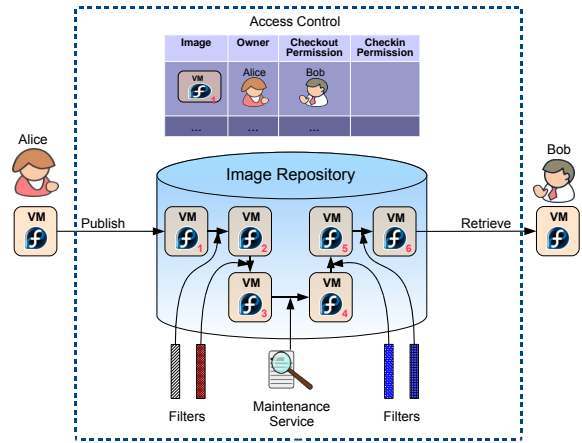 Access Control
Image Owner Checkout Permission Checkin Permission
VM 1 Alice Bob
... ... ...
Alice
Bob
Image Repository
VM Publish VM 1 VM 2 VM 5 VM 6 Retrieve VM
VM 3 VM 4
Filters
Maintenance
Service
Filters